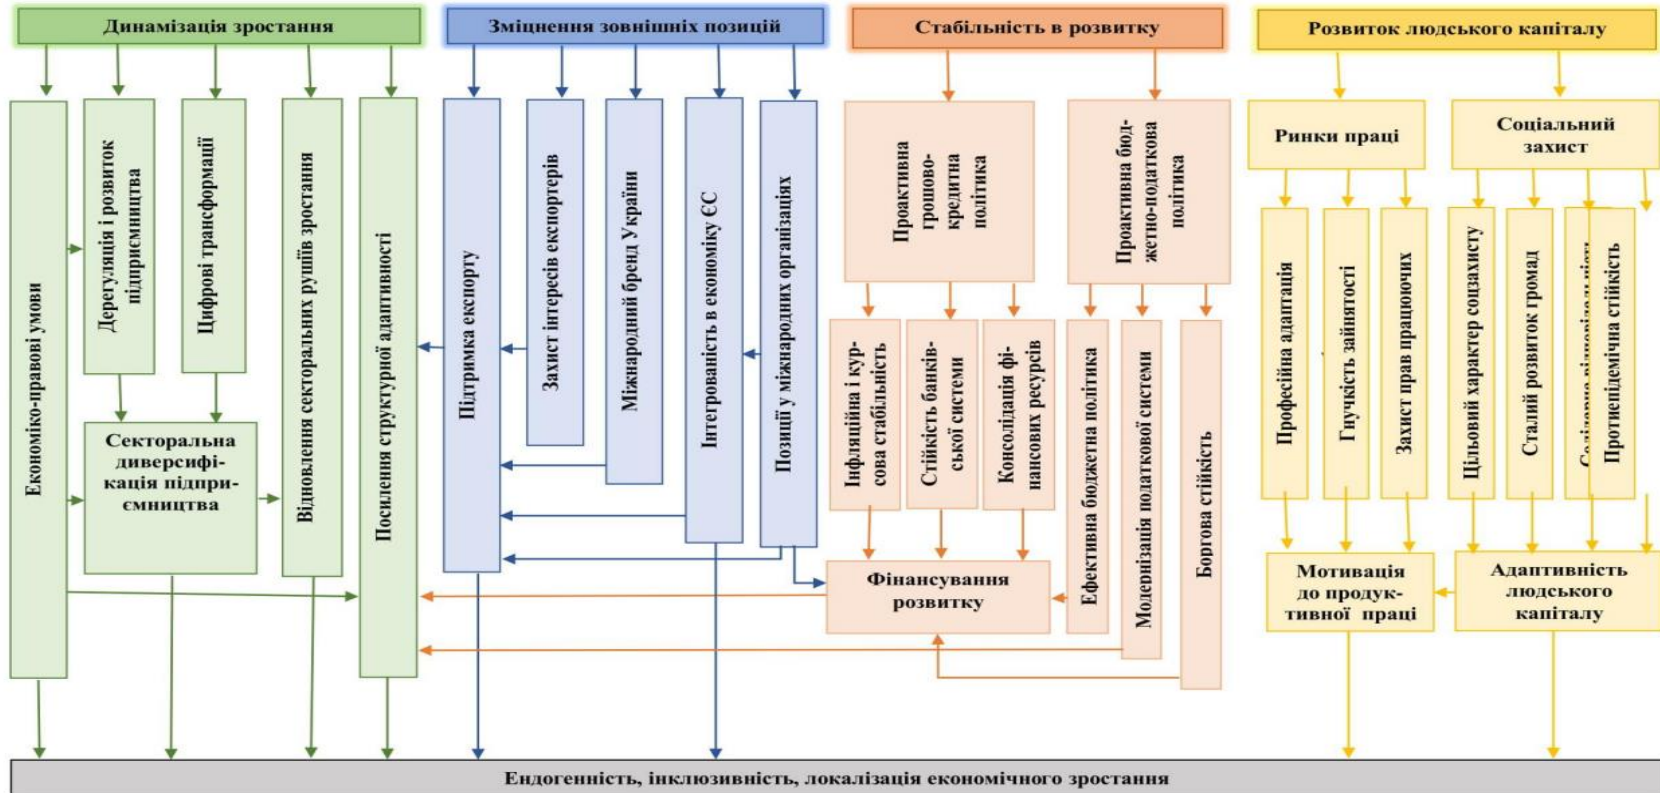 Динамізація зростання
Зміцнення зовнішніх позицій
Стабільність в розвитку
Розвиток людського капіталу
Економіко-правові умови
Дерегуляція і розвиток
підприємництва
Цифрові трансформації
Секторальна
диверсифі-
кація підпри-
ємництва
Відновлення секторальних рушіїв зростання
Посилення структурної адаптивності
Підтримка експорту
Захист інтересів експортерів
Міжнародний бренд України
Інтегрованість в економіку ЄС
Позиції у міжнародних організаціях
Проактивна
грошово-
кредитна
політика
Проактивна бюд-
жетно-податкова
політика
Інфляційна і кур-
сова стабільність
Стійкість банків-
ської системи
Консолідація фі-
нансових ресурсів
Фінансування
розвитку
Ефективна бюджетна політика
Модернізація податкової системи
Боргова стійкість
Ринки праці
Соціальний
захист
Професійна адаптація
Гнучкість зайнятості
Захист прав працюючих
Цільовий характер соцзахисту
Сталий розвиток громад
Протиепідемічна стійкість
Мотивація
до продук-
тивної праці
Адаптивність
людського
капіталу
Ендогенність, інклюзивність, локалізація економічного зростання